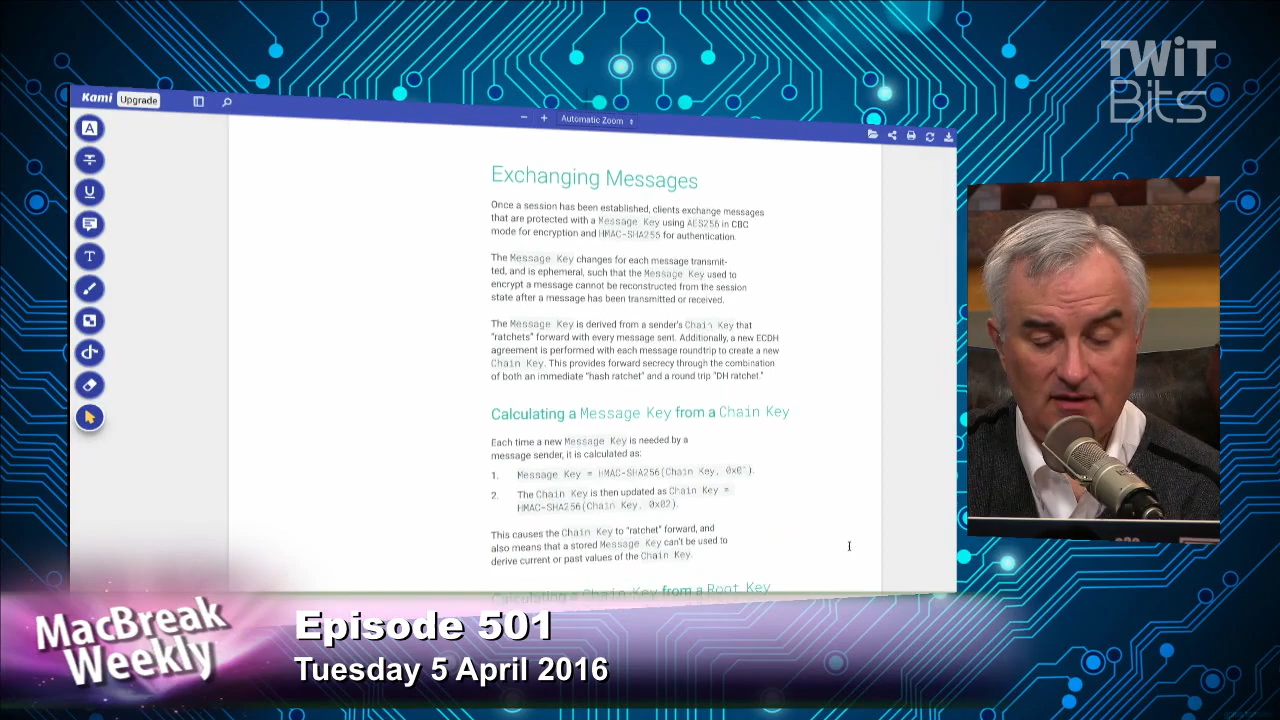 TWiT
Bits
Kami Upgrade
Automatic Zoom
Exchanging Messages
Once a session has been established, clients exchange messages
that are protected with a Message Key using AES256 in CBC
mode for encryption and HMAC-SHA256 for authentication.
The Message Key changes for each message transmit-
ted, and is ephemeral, such that the Message Key used to
encrypt a message cannot be reconstructed from the session
state after a message has been transmitted or received.
The Message Key is derived from a sender's Chain Key that
"ratchets" forward with every message sent. Additionally, a new ECDH
agreement is performed with each message roundtrip to create a new
Chain Key. This provides forward secrecy through the combination
of both an immediate "hash ratchet" and a round trip "DH ratchet."
Calculating a Message Key from a Chain Key
Each time a new Message Key is needed by a
message sender, it is calculated as:
1. Message Key = HMAC-SHA256(Chain Key, 0x01).
2. The Chain Key is then updated as Chain Key =
HMAC-SHA256(Chain Key, 0x02).
This causes the Chain Key to "ratchet" forward, and
also means that a stored Message Key can't be used to
derive current or past values of the Chain Key.
Calculating a Chain Key from a Root Key
MacBreak
Weekly
Episode 501
Tuesday 5 April 2016